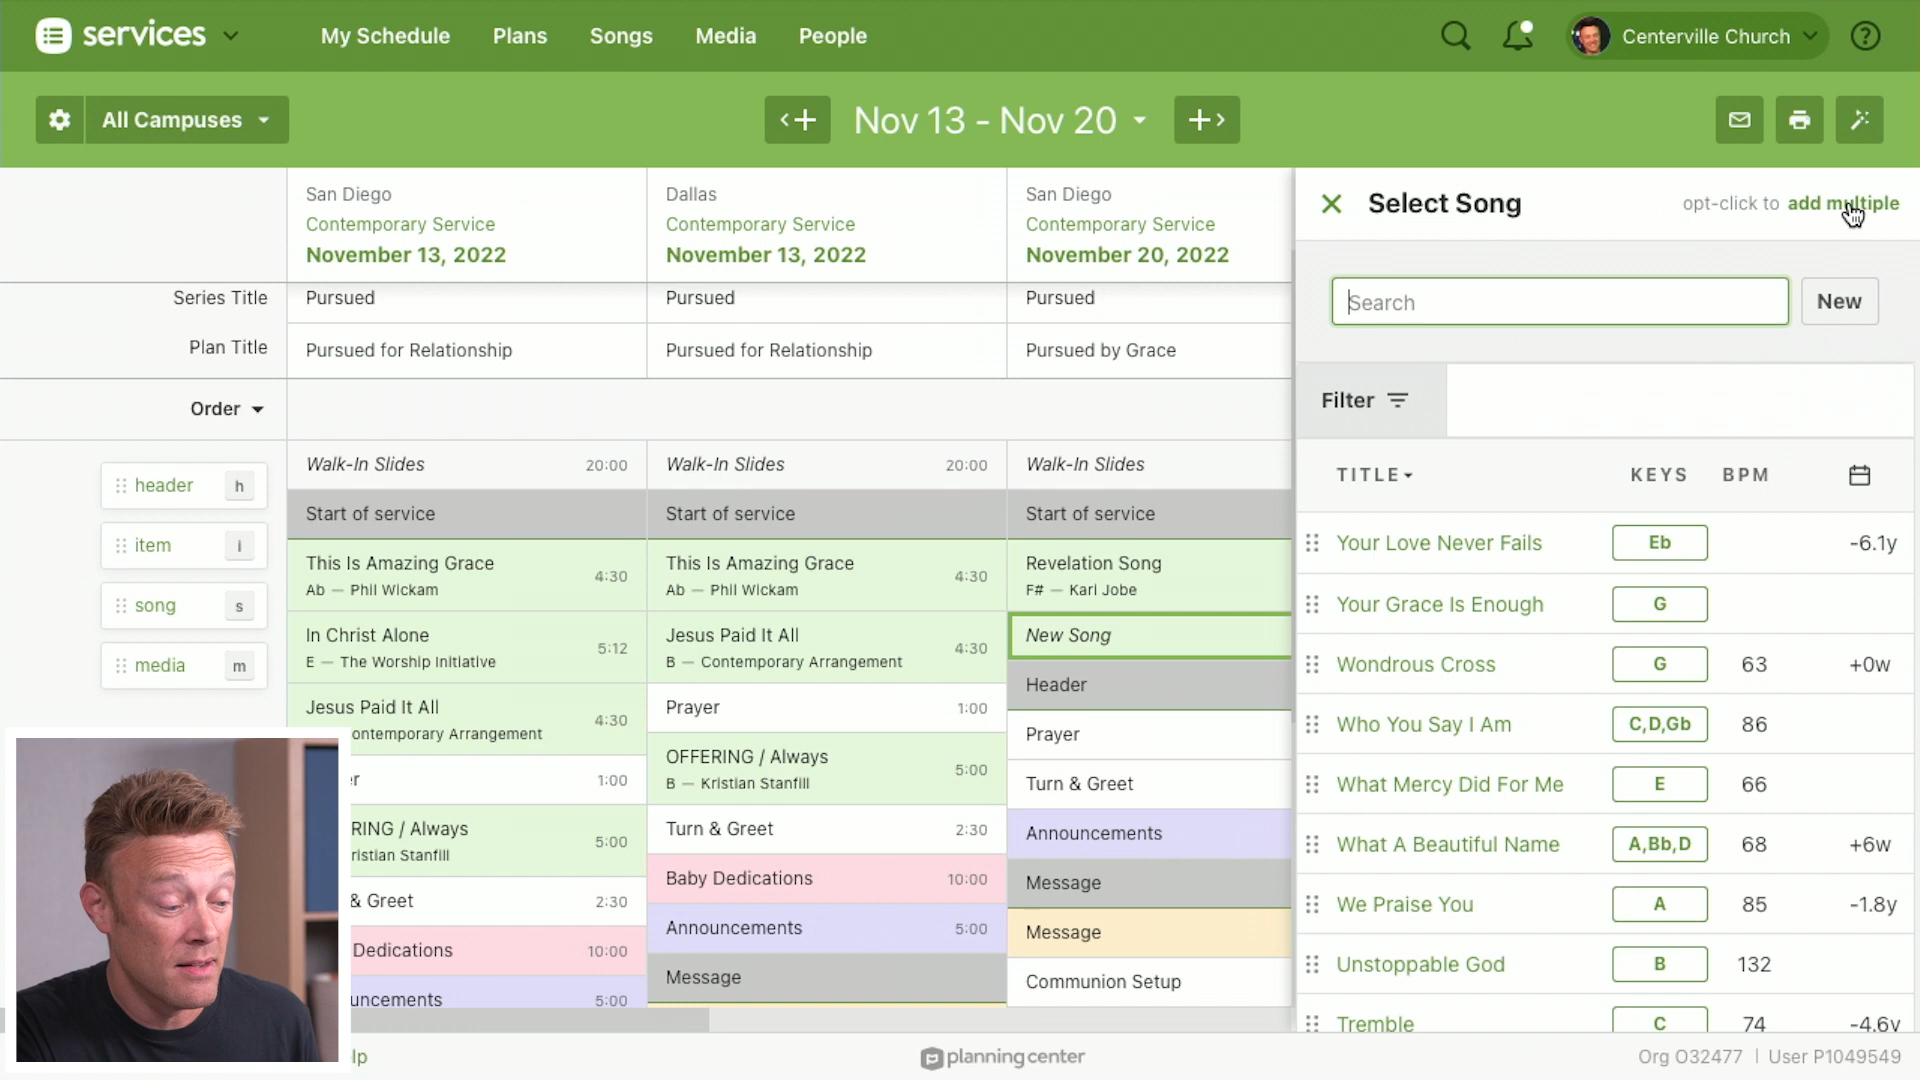 services
My Schedule
Plans
Songs
Media
People
Centerville Church
All Campuses
Nov 13 - Nov 20
San Diego
Contemporary Service
November 13, 2022
Dallas
Contemporary Service
November 13, 2022
San Diego
Contemporary Service
November 20, 2022
Series Title
Pursued
Pursued
Pursued
Plan Title
Pursued for Relationship
Pursued for Relationship
Pursued by Grace
Order
header h
item i
song s
media m
Walk-In Slides 20:00
Start of service
This Is Amazing Grace
Ab — Phil Wickam
4:30
In Christ Alone
E — The Worship Initiative
5:12
Jesus Paid It All
ontemporary Arrangement
4:30
er 1:00
RING / Always
ristian Stanfill
5:00
& Greet 2:30
Dedications 10:00
uncements 5:00
Walk-In Slides 20:00
Start of service
This Is Amazing Grace
Ab — Phil Wickam
4:30
Jesus Paid It All
B — Contemporary Arrangement
4:30
Prayer 1:00
OFFERING / Always
B — Kristian Stanfill
5:00
Turn & Greet 2:30
Baby Dedications 10:00
Announcements 5:00
Message
Walk-In Slides
Start of service
Revelation Song
F# — Kari Jobe
New Song
Header
Prayer
Turn & Greet
Announcements
Message
Message
Communion Setup
Select Song
opt-click to add multiple
Search
New
Filter
TITLE KEYS BPM
Your Love Never Fails Eb -6.1y
Your Grace Is Enough G
Wondrous Cross G 63 +0w
Who You Say I Am C,D,Gb 86
What Mercy Did For Me E 66
What A Beautiful Name A,Bb,D 68 +6w
We Praise You A 85 -1.8y
Unstoppable God B 132
Tremble C 74 -4.6y
lp
planning center
Org O32477 | User P1049549